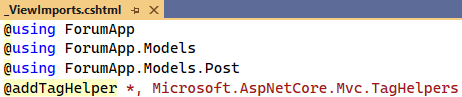 _ViewImports.cshtml
@using ForumApp
@using ForumApp.Models
@using ForumApp.Models.Post
@addTagHelper *, Microsoft.AspNetCore.Mvc.TagHelpers